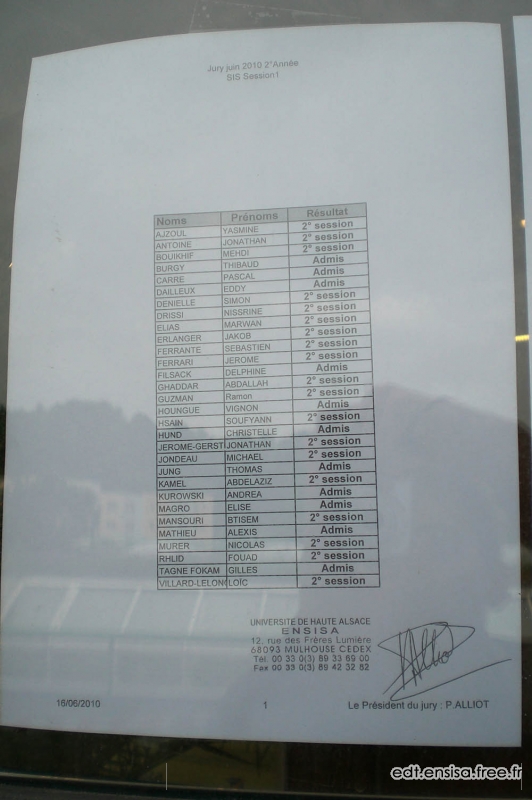 Jury juin 2010 2°Année
SIS Session1
Noms Prénoms Résultat
AJZOUL YASMINE 2° session
ANTOINE JONATHAN 2° session
BOUIKHIF MEHDI 2° session
BURGY THIBAUD Admis
CARRE PASCAL Admis
DAILLEUX EDDY Admis
DENIELLE SIMON 2° session
DRISSI NISSRINE 2° session
ELIAS MARWAN 2° session
ERLANGER JAKOB 2° session
FERRANTE SEBASTIEN 2° session
FERRARI JEROME 2° session
FILSACK DELPHINE Admis
GHADDAR ABDALLAH 2° session
GUZMAN Ramon 2° session
HOUNGUE VIGNON Admis
HSAIN SOUFYANN 2° session
HUND CHRISTELLE Admis
JEROME-GERST JONATHAN 2° session
JONDEAU MICHAEL 2° session
JUNG THOMAS Admis
KAMEL ABDELAZIZ 2° session
KUROWSKI ANDREA Admis
MAGRO ELISE Admis
MANSOURI BTISEM 2° session
MATHIEU ALEXIS Admis
MURER NICOLAS 2° session
RHLID FOUAD 2° session
TAGNE FOKAM GILLES Admis
VILLARD-LELONG LOÏC 2° session
UNIVERSITE DE HAUTE ALSACE
ENSISA
12, rue des Frères Lumière
68093 MULHOUSE CEDEX
Tél. 00 33 0(3) 89 33 69 00
Fax 00 33 0(3) 89 42 32 82
16/06/2010 1 Le Président du jury : P.ALLIOT
edt.ensisa.free.fr